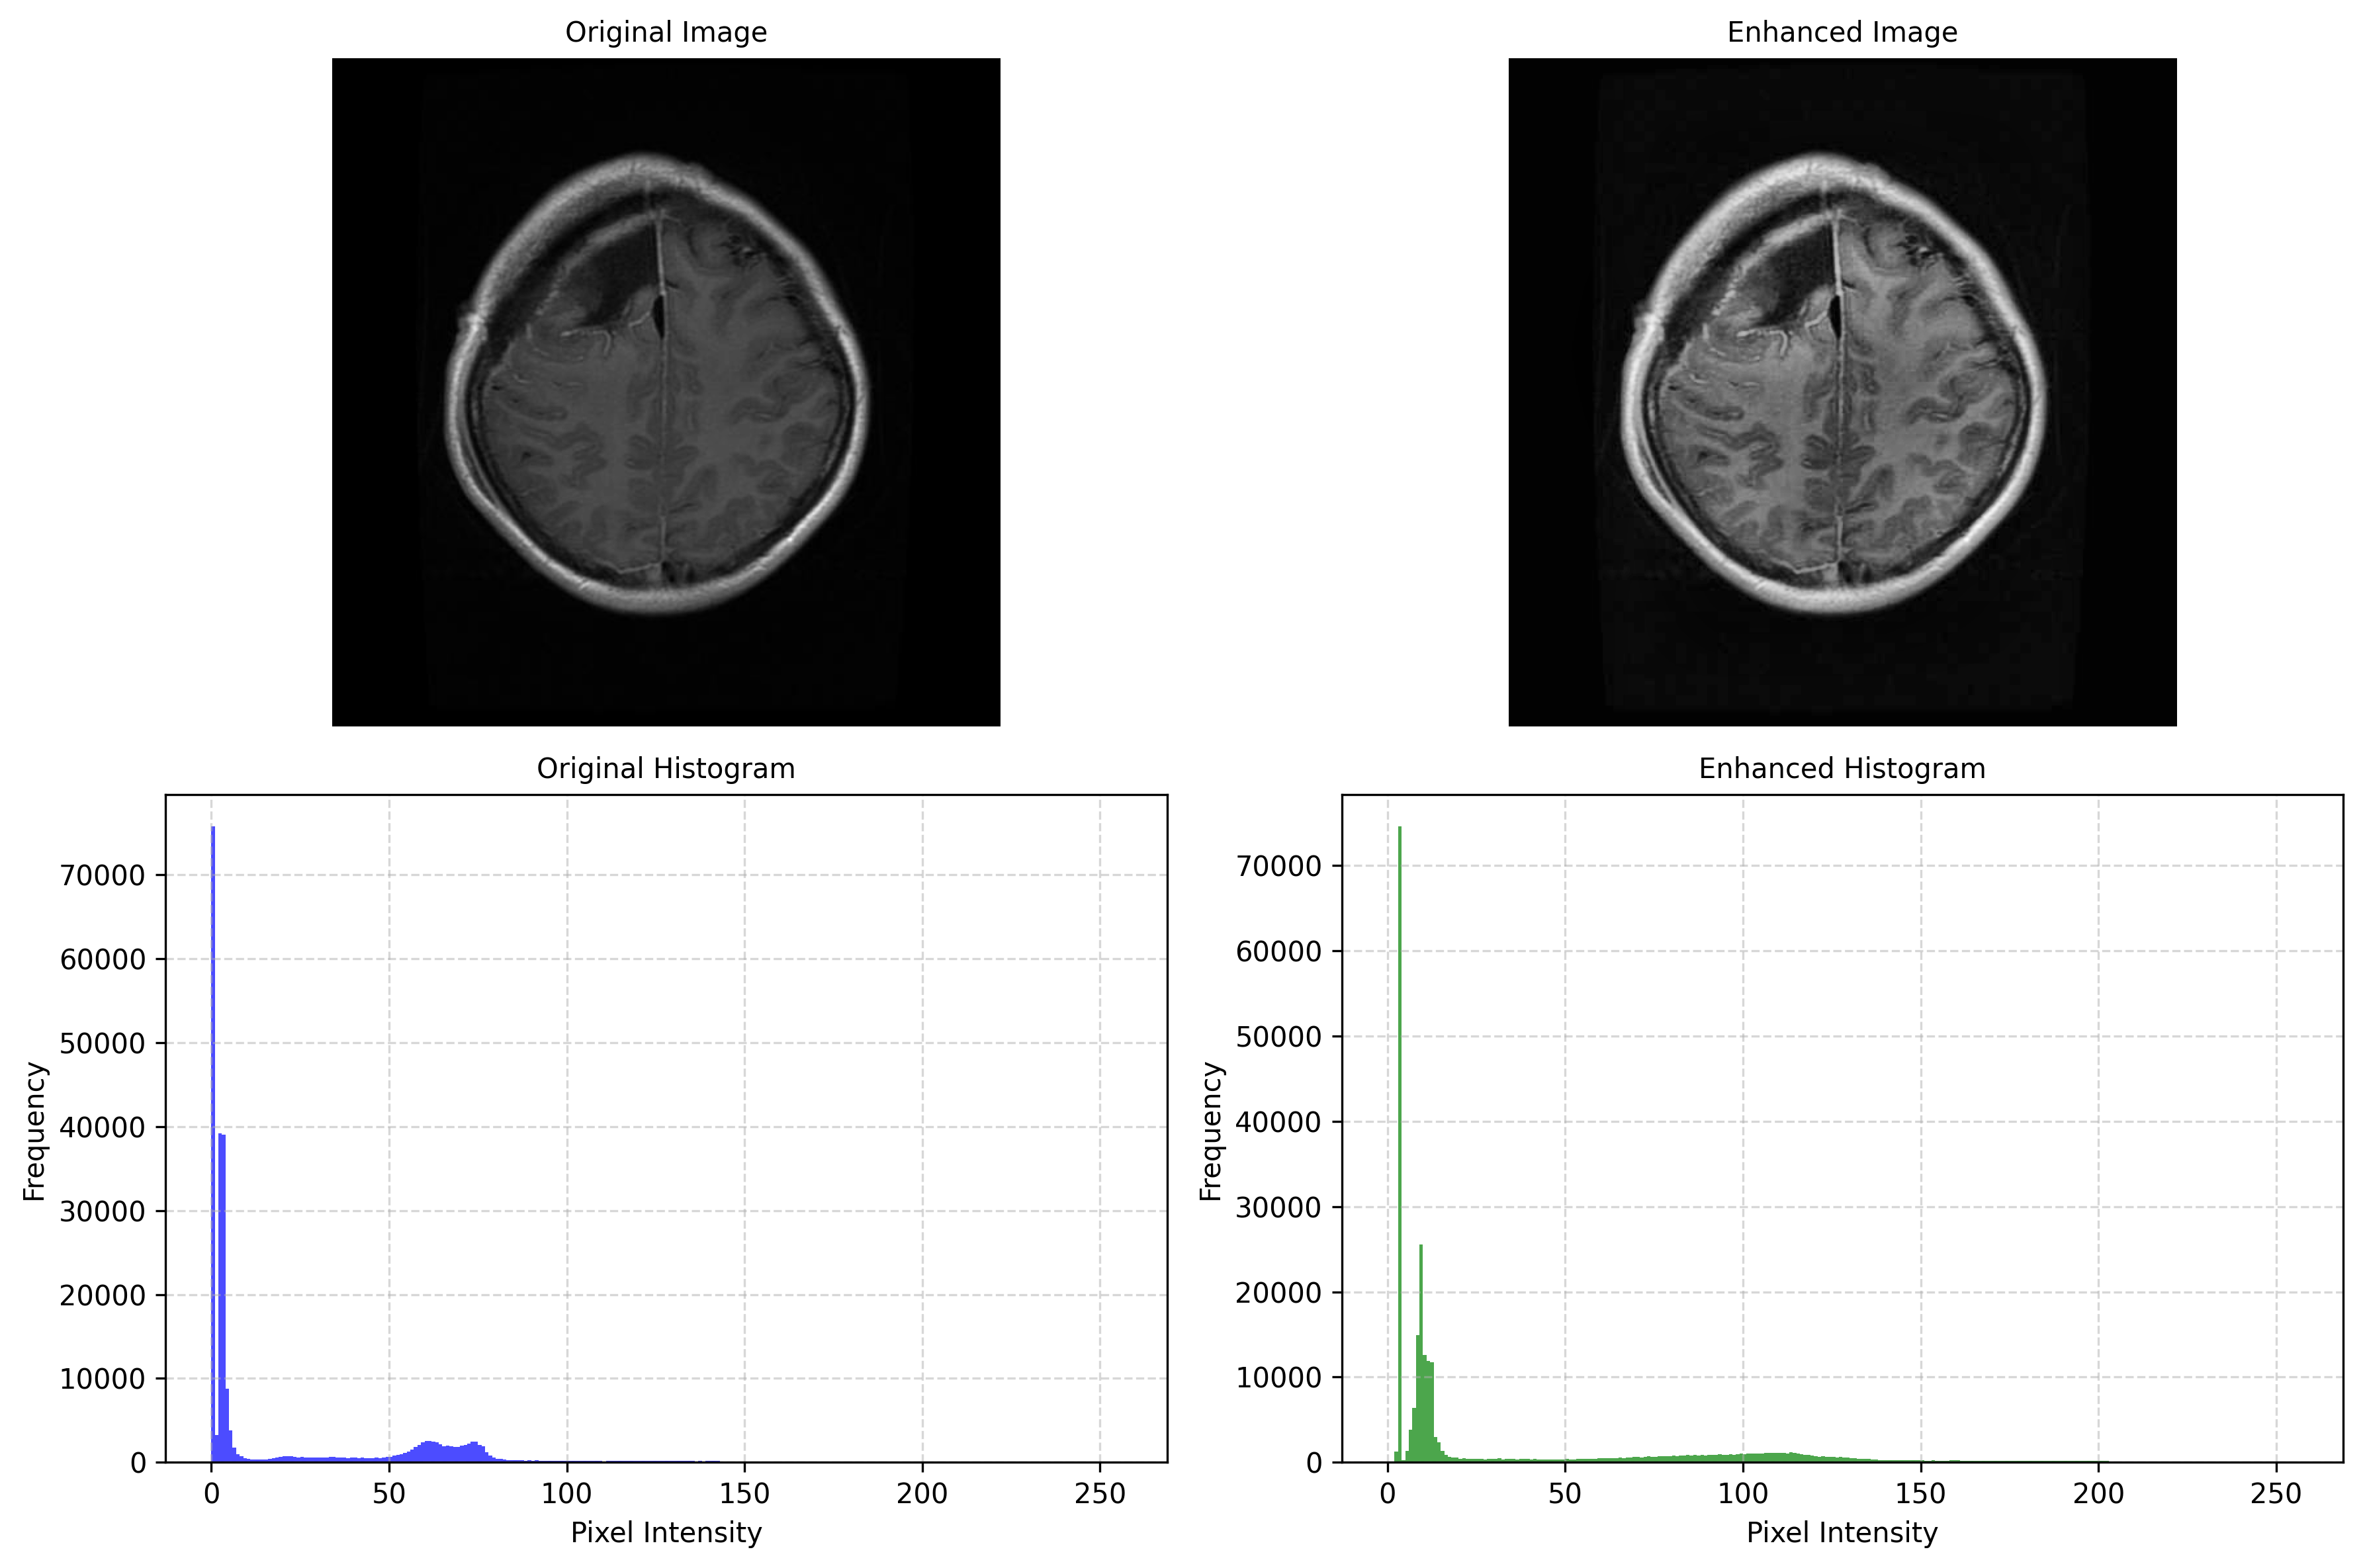 Original Image
Enhanced Image
Original Histogram
Enhanced Histogram
70000
60000
50000
40000
30000
20000
10000
0
Frequency
0 50 100 150 200 250
Pixel Intensity
70000
60000
50000
40000
30000
20000
10000
0
Frequency
0 50 100 150 200 250
Pixel Intensity